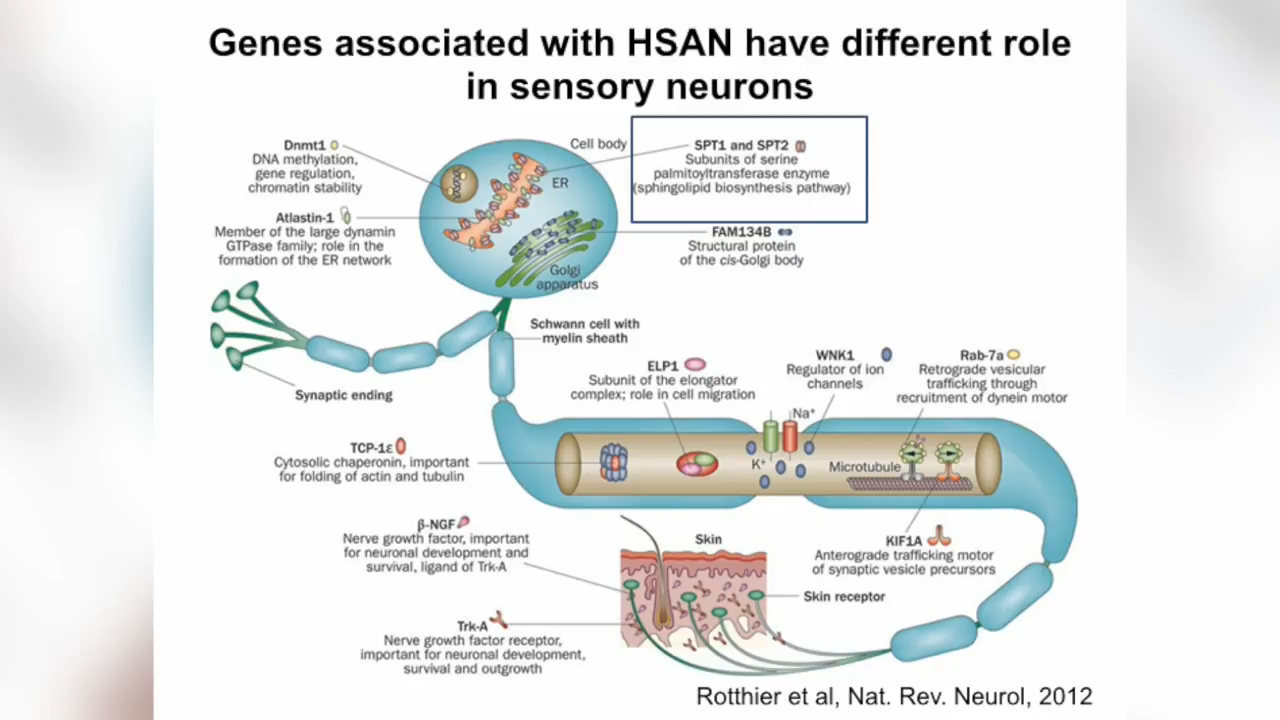 Genes associated with HSAN have different role
in sensory neurons
Dnmt1
DNA methylation,
gene regulation,
chromatin stability
Cell body
SPT1 and SPT2
Subunits of serine
palmitoyltransferase enzyme
(sphingolipid biosynthesis pathway)
ER
Atlastin-1
Member of the large dynamin
GTPase family; role in the
formation of the ER network
FAM134B
Structural protein
of the cis-Golgi body
Golgi
apparatus
Schwann cell with
myelin sheath
Synaptic ending
ELP1
Subunit of the elongator
complex; role in cell migration
WNK1
Regulator of ion
channels
Rab-7a
Retrograde vesicular
trafficking through
recruitment of dynein motor
Na⁺
TCP-1ε
Cytosolic chaperonin, important
for folding of actin and tubulin
K⁺
Microtubule
β-NGF
Nerve growth factor, important
for neuronal development and
survival, ligand of Trk-A
Skin
KIF1A
Anterograde trafficking motor
of synaptic vesicle precursors
Skin receptor
Trk-A
Nerve growth factor receptor,
important for neuronal development,
survival and outgrowth
Rotthier et al, Nat. Rev. Neurol, 2012